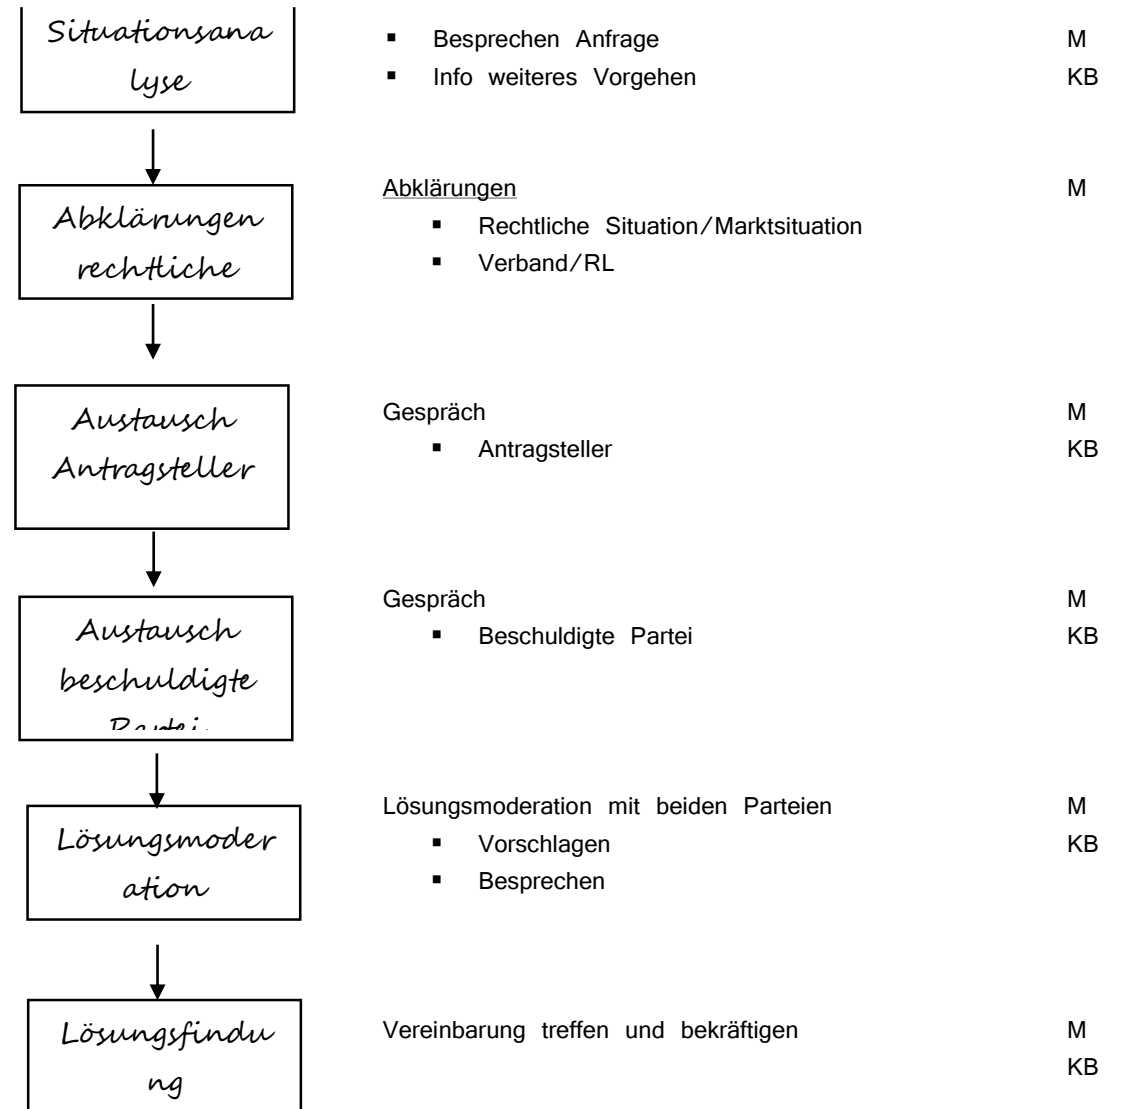 Situationsana
lyse
▪ Besprechen Anfrage M
▪ Info weiteres Vorgehen KB
Abklärungen
rechtliche
Abklärungen M
▪ Rechtliche Situation/Marktsituation
▪ Verband/RL
Austausch
Antragsteller
Gespräch M
▪ Antragsteller KB
Austausch
beschuldigte
Partei
Gespräch M
▪ Beschuldigte Partei KB
Lösungsmoder
ation
Lösungsmoderation mit beiden Parteien M
▪ Vorschlagen KB
▪ Besprechen
Lösungsfindu
ng
Vereinbarung treffen und bekräftigen M
KB